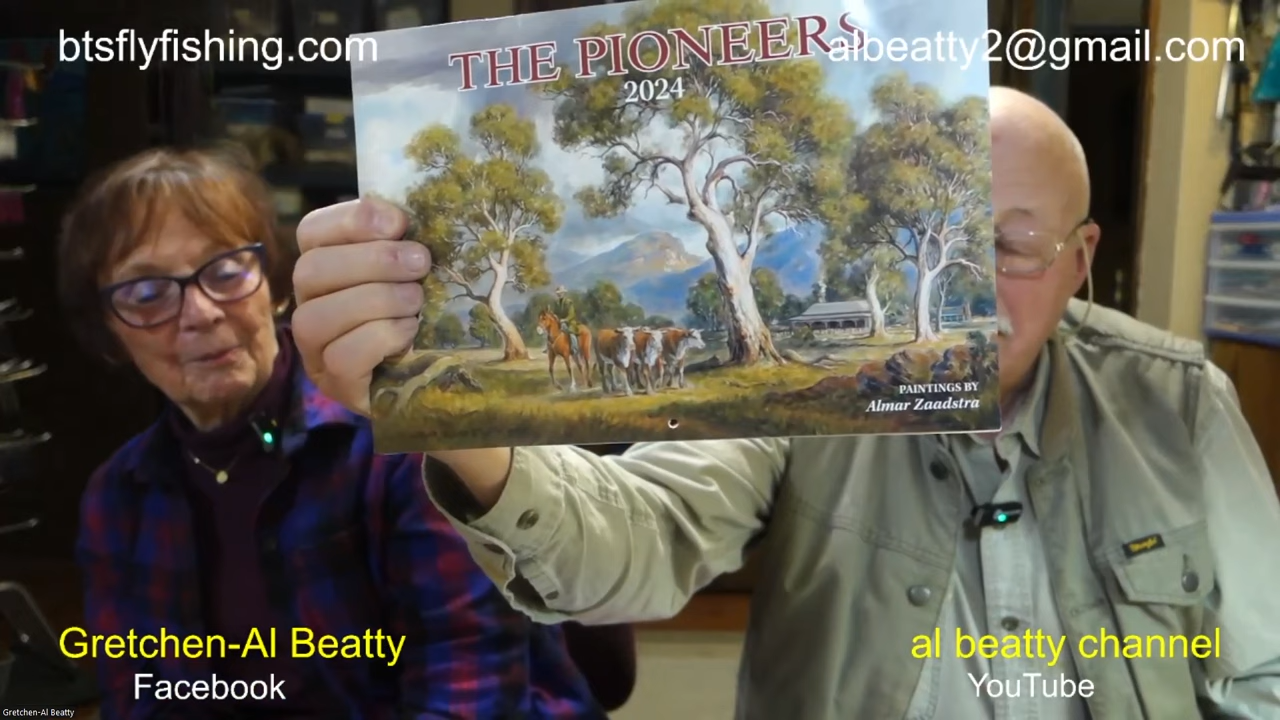 btsflyfishing.com
albeatty2@gmail.com
THE PIONEERS
2024
PAINTINGS BY
Almar Zaadstra
Gretchen-Al Beatty
Facebook
al beatty channel
YouTube
Gretchen-Al Beatty